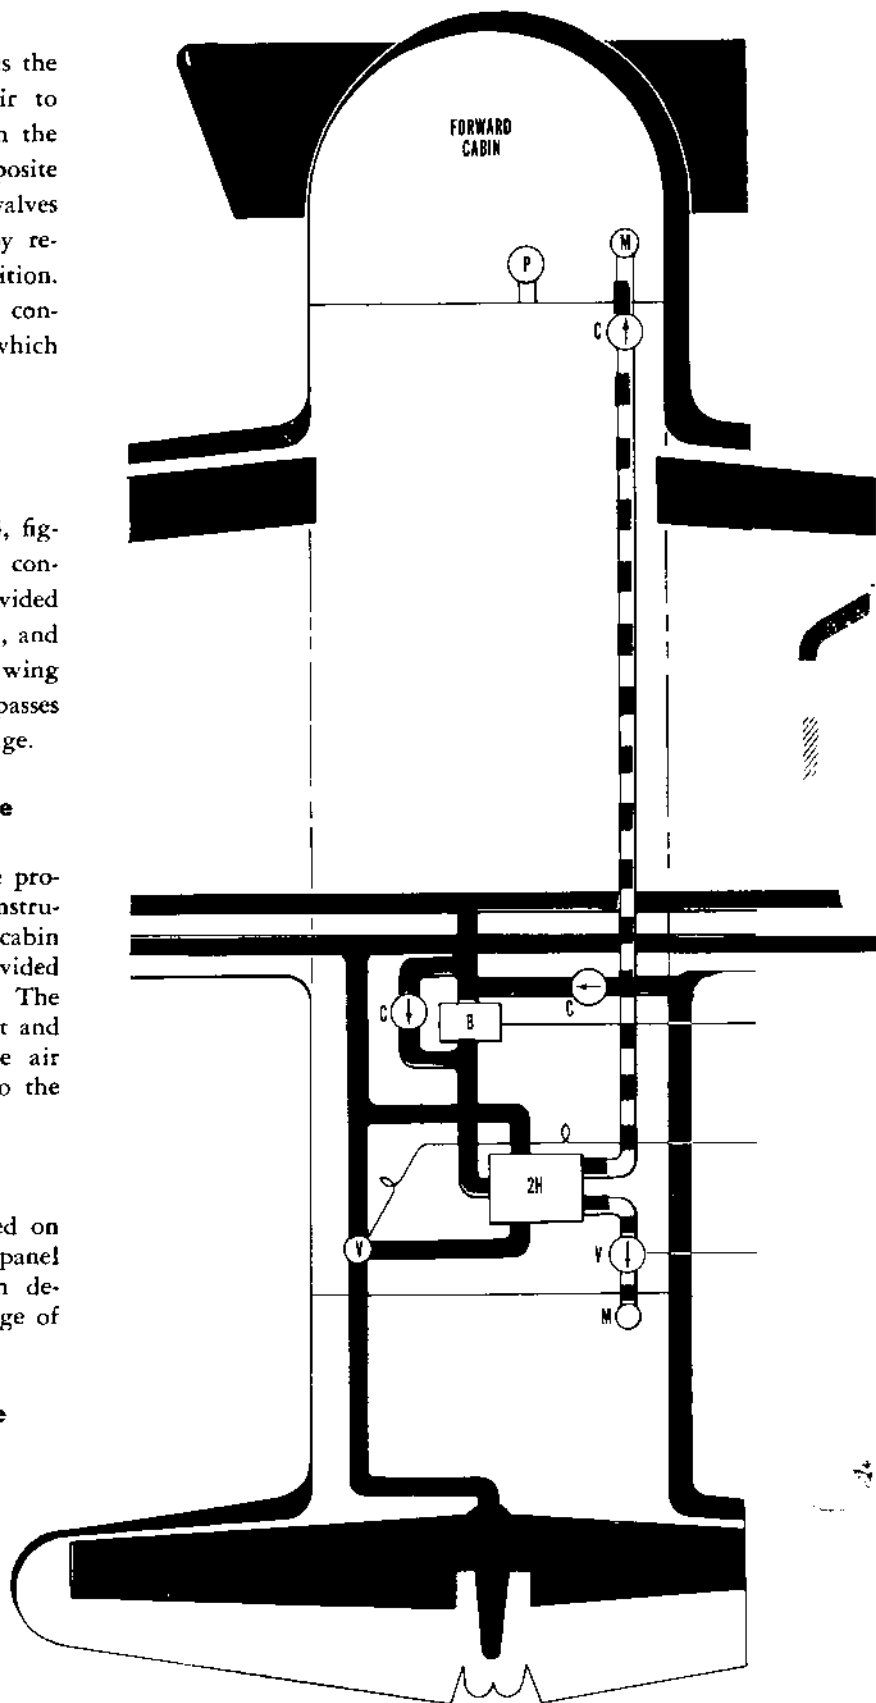 s the
ir to
n the
posite
valves
y re-
ition.
con-
which
, fig-
con-
vided
, and
wing
passes
ge.
e
e pro-
nstru-
cabin
vided
The
t and
e air
o the
ed on
panel
n de-
ge of
e
FORWARD
CABIN
M
P
C
C
C
B
2H
V
V
M